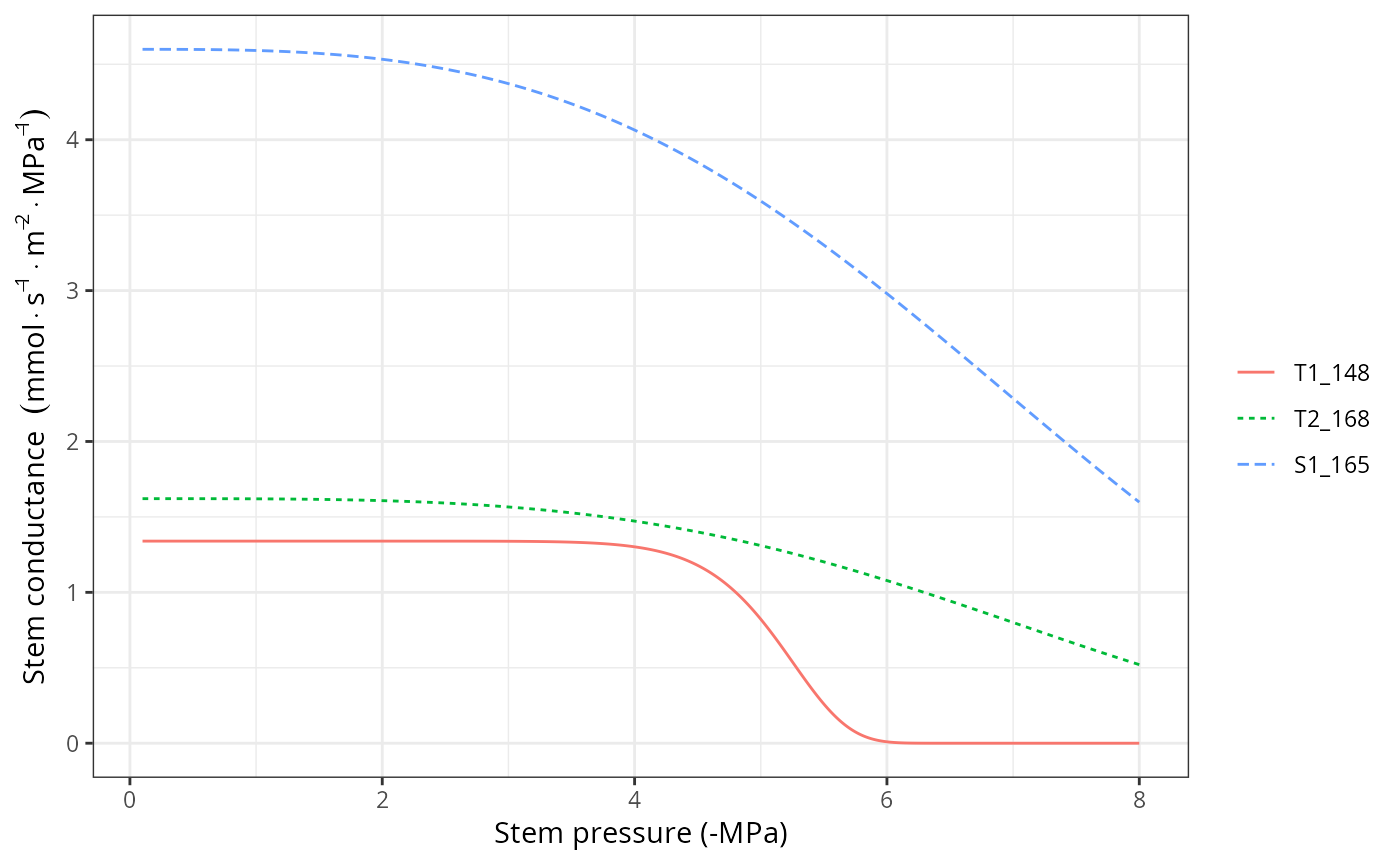 Stem conductance (mmol · s⁻¹ · m⁻² · MPa⁻¹)
4
3
2
1
0
0 2 4 6 8
Stem pressure (-MPa)
T1_148
T2_168
S1_165